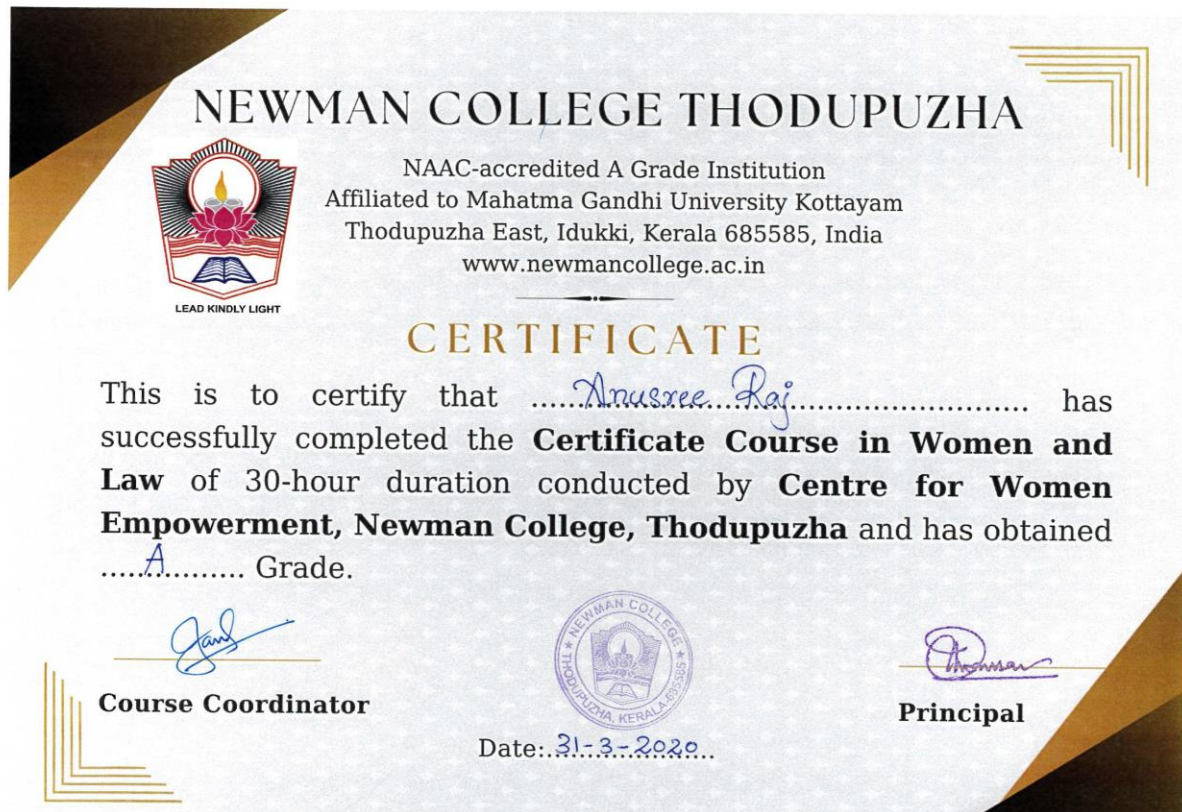 NEWMAN COLLEGE THODUPUZHA
NAAC-accredited A Grade Institution
Affiliated to Mahatma Gandhi University Kottayam
Thodupuzha East, Idukki, Kerala 685585, India
www.newmancollege.ac.in
LEAD KINDLY LIGHT
CERTIFICATE
This is to certify that ......Anusree Raj.............................. has
successfully completed the Certificate Course in Women and
Law of 30-hour duration conducted by Centre for Women
Empowerment, Newman College, Thodupuzha and has obtained
.....A........... Grade.
★ NEWMAN COLLEGE ★
THODUPUZHA, KERALA-685585
Course Coordinator
Principal
Date:.31-3-2020..